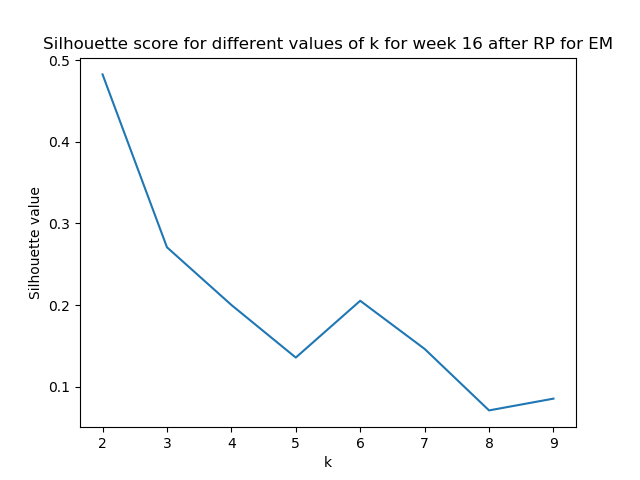 Silhouette score for different values of k for week 16 after RP for EM
0.5
0.4
0.3
0.2
0.1
Silhouette value
2 3 4 5 6 7 8 9
k